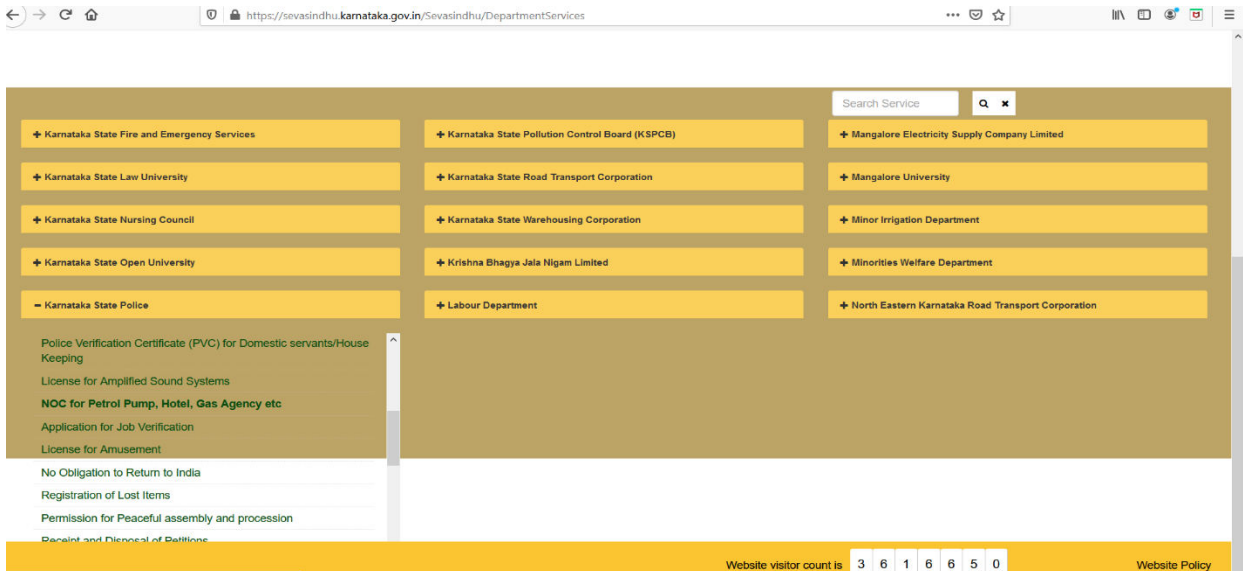 https://sevasindhu.karnataka.gov.in/Sevasindhu/DepartmentServices
Search Service
+ Karnataka State Fire and Emergency Services
+ Karnataka State Pollution Control Board (KSPCB)
+ Mangalore Electricity Supply Company Limited
+ Karnataka State Law University
+ Karnataka State Road Transport Corporation
+ Mangalore University
+ Karnataka State Nursing Council
+ Karnataka State Warehousing Corporation
+ Minor Irrigation Department
+ Karnataka State Open University
+ Krishna Bhagya Jala Nigam Limited
+ Minorities Welfare Department
− Karnataka State Police
+ Labour Department
+ North Eastern Karnataka Road Transport Corporation
Police Verification Certificate (PVC) for Domestic servants/House
Keeping
License for Amplified Sound Systems
NOC for Petrol Pump, Hotel, Gas Agency etc
Application for Job Verification
License for Amusement
No Obligation to Return to India
Registration of Lost Items
Permission for Peaceful assembly and procession
Receipt and Disposal of Petitions
Website visitor count is 3 6 1 6 6 5 0
Website Policy